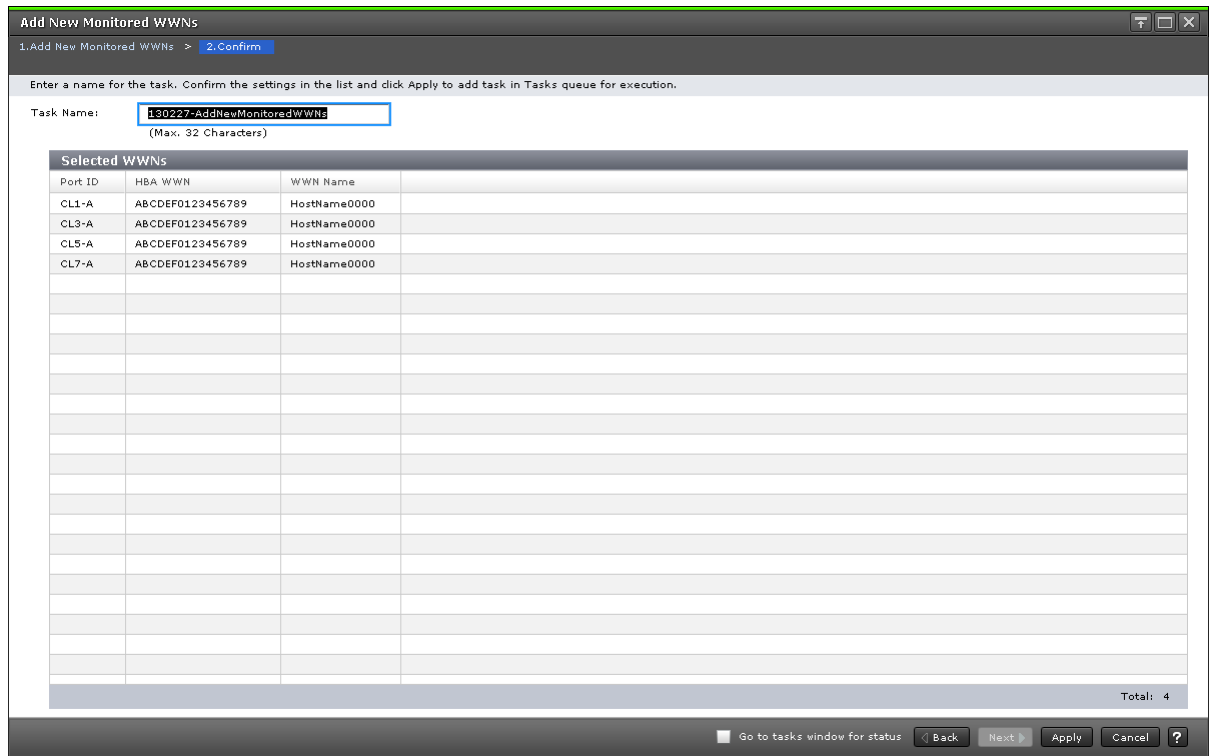 Add New Monitored WWNs
1.Add New Monitored WWNs > 2.Confirm
Enter a name for the task. Confirm the settings in the list and click Apply to add task in Tasks queue for execution.
Task Name: 130227-AddNewMonitoredWWNs
(Max. 32 Characters)
Selected WWNs
Port ID HBA WWN WWN Name
CL1-A ABCDEF0123456789 HostName0000
CL3-A ABCDEF0123456789 HostName0000
CL5-A ABCDEF0123456789 HostName0000
CL7-A ABCDEF0123456789 HostName0000
Total: 4
Go to tasks window for status Back Next Apply Cancel ?